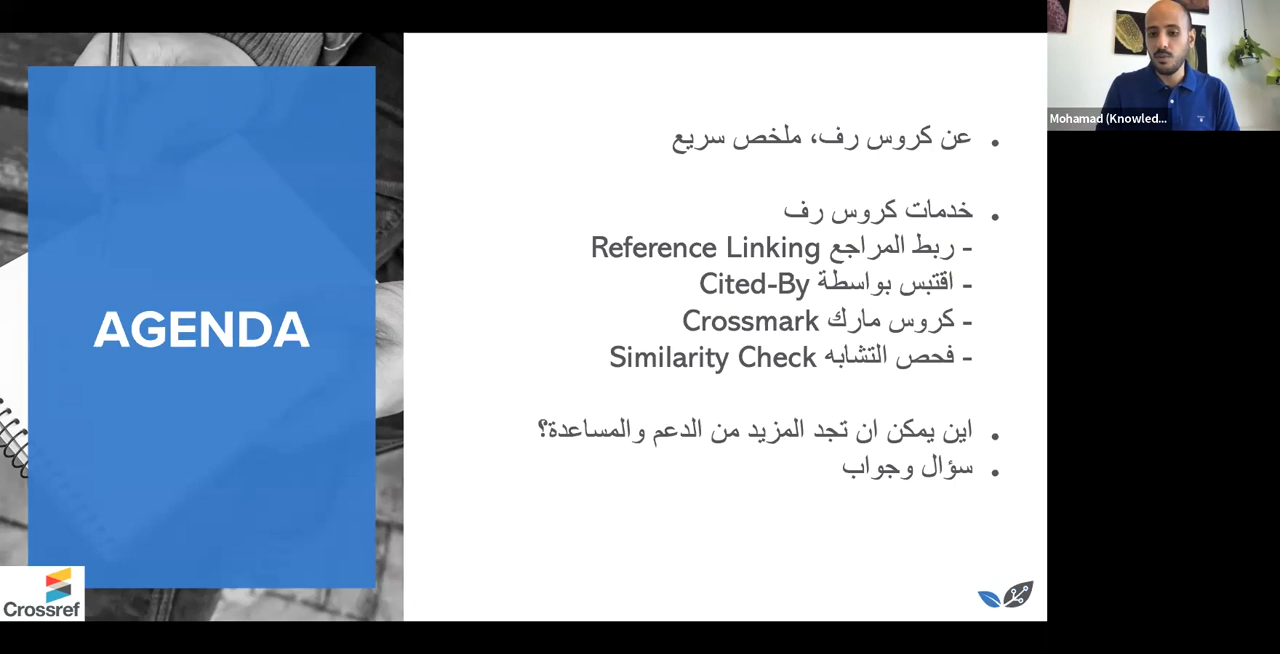 AGENDA
عن كروس رف، ملخص سريع
خدمات كروس رف
- ربط المراجع Reference Linking
- اقتبس بواسطة Cited-By
- كروس مارك Crossmark
- فحص التشابه Similarity Check
اين يمكن ان تجد المزيد من الدعم والمساعدة؟
سؤال وجواب
Crossref
Mohamad (Knowled...